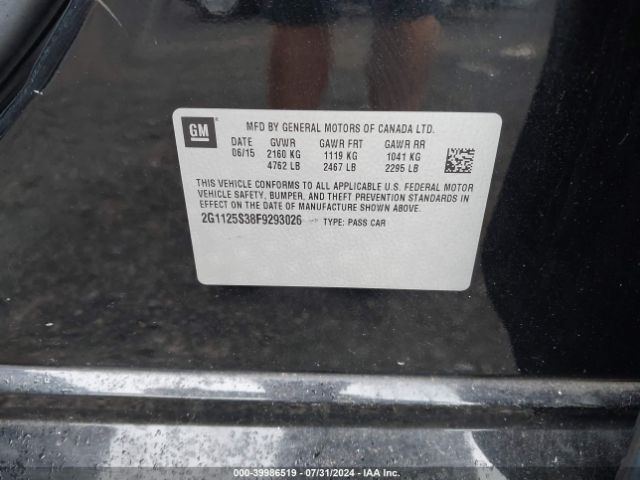 GM
MFD BY GENERAL MOTORS OF CANADA LTD.
DATE GVWR GAWR FRT GAWR RR
06/15 2160 KG 1119 KG 1041 KG
4762 LB 2467 LB 2295 LB
THIS VEHICLE CONFORMS TO ALL APPLICABLE U.S. FEDERAL MOTOR
VEHICLE SAFETY, BUMPER, AND THEFT PREVENTION STANDARDS IN
EFFECT ON THE DATE OF MANUFACTURE SHOWN ABOVE.
2G1125S38F9293026 TYPE: PASS CAR
000-39986519 / 07/31/2024 - IAA Inc.